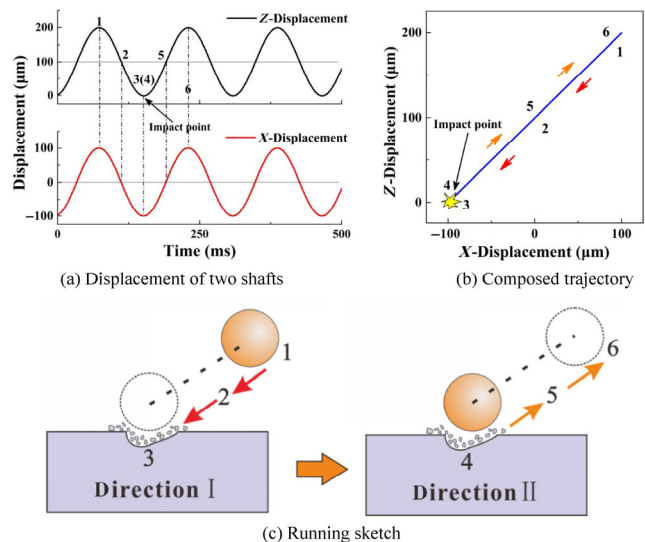 Z-Displacement
1
2
3(4)
5
6
Impact point
200
100
0
X-Displacement
100
0
−100
Displacement (μm)
0
250
500
Time (ms)
(a) Displacement of two shafts
6
1
5
2
Impact point
4
3
200
100
0
Z-Displacement (μm)
−100
0
100
X-Displacement (μm)
(b) Composed trajectory
1
2
3
Direction Ⅰ
6
5
4
Direction Ⅱ
(c) Running sketch